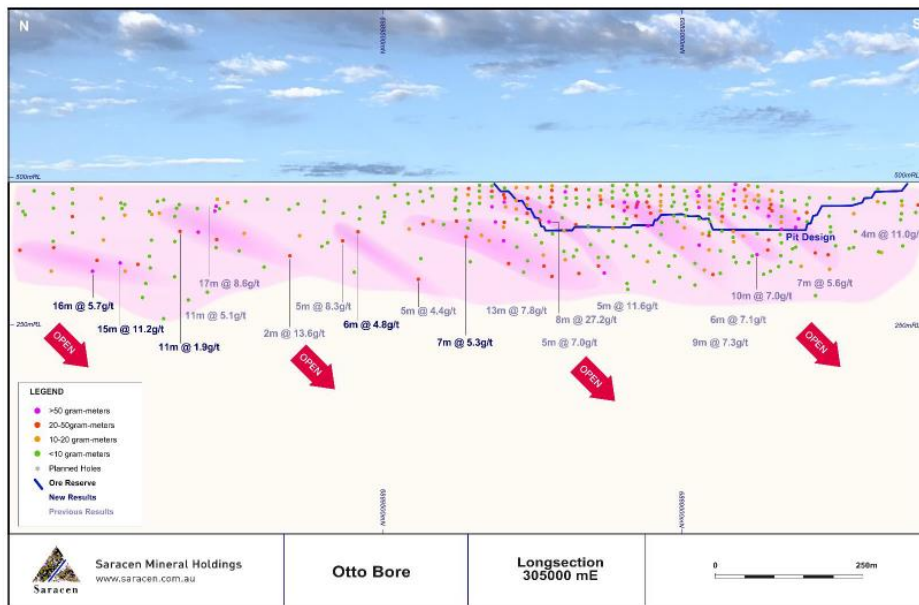 N
S
500mRL
500mRL
Pit Design
4m @ 11.0g/
17m @ 8.6g/t
11m @ 5.1g/t
2m @ 13.6g/t
5m @ 8.3g/t
6m @ 4.8g/t
5m @ 4.4g/t
7m @ 5.3g/t
13m @ 7.8g/t
8m @ 27.2g/t
5m @ 7.0g/t
5m @ 11.6g/t
10m @ 7.0g/t
7m @ 5.6g/t
6m @ 7.1g/t
9m @ 7.3g/t
16m @ 5.7g/t
15m @ 11.2g/t
11m @ 1.9g/t
250mRL
250mRL
OPEN
OPEN
OPEN
OPEN
LEGEND
>50 gram-meters
20-50gram-meters
10-20 gram-meters
<10 gram-meters
Planned Holes
Ore Reserve
New Results
Previous Results
Saracen
Saracen Mineral Holdings
www.saracen.com.au
Otto Bore
Longsection
305000 mE
0
250m